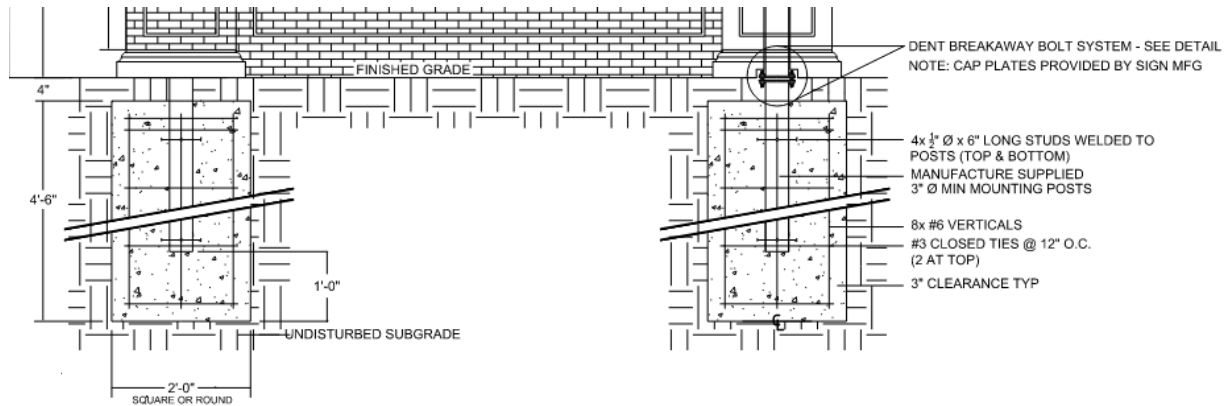 FINISHED GRADE
DENT BREAKAWAY BOLT SYSTEM - SEE DETAIL
NOTE: CAP PLATES PROVIDED BY SIGN MFG
4"
4x ½" Ø x 6" LONG STUDS WELDED TO
POSTS (TOP & BOTTOM)
MANUFACTURE SUPPLIED
3" Ø MIN MOUNTING POSTS
4'-6"
8x #6 VERTICALS
#3 CLOSED TIES @ 12" O.C.
(2 AT TOP)
1'-0"
3" CLEARANCE TYP
UNDISTURBED SUBGRADE
2'-0"
SQUARE OR ROUND